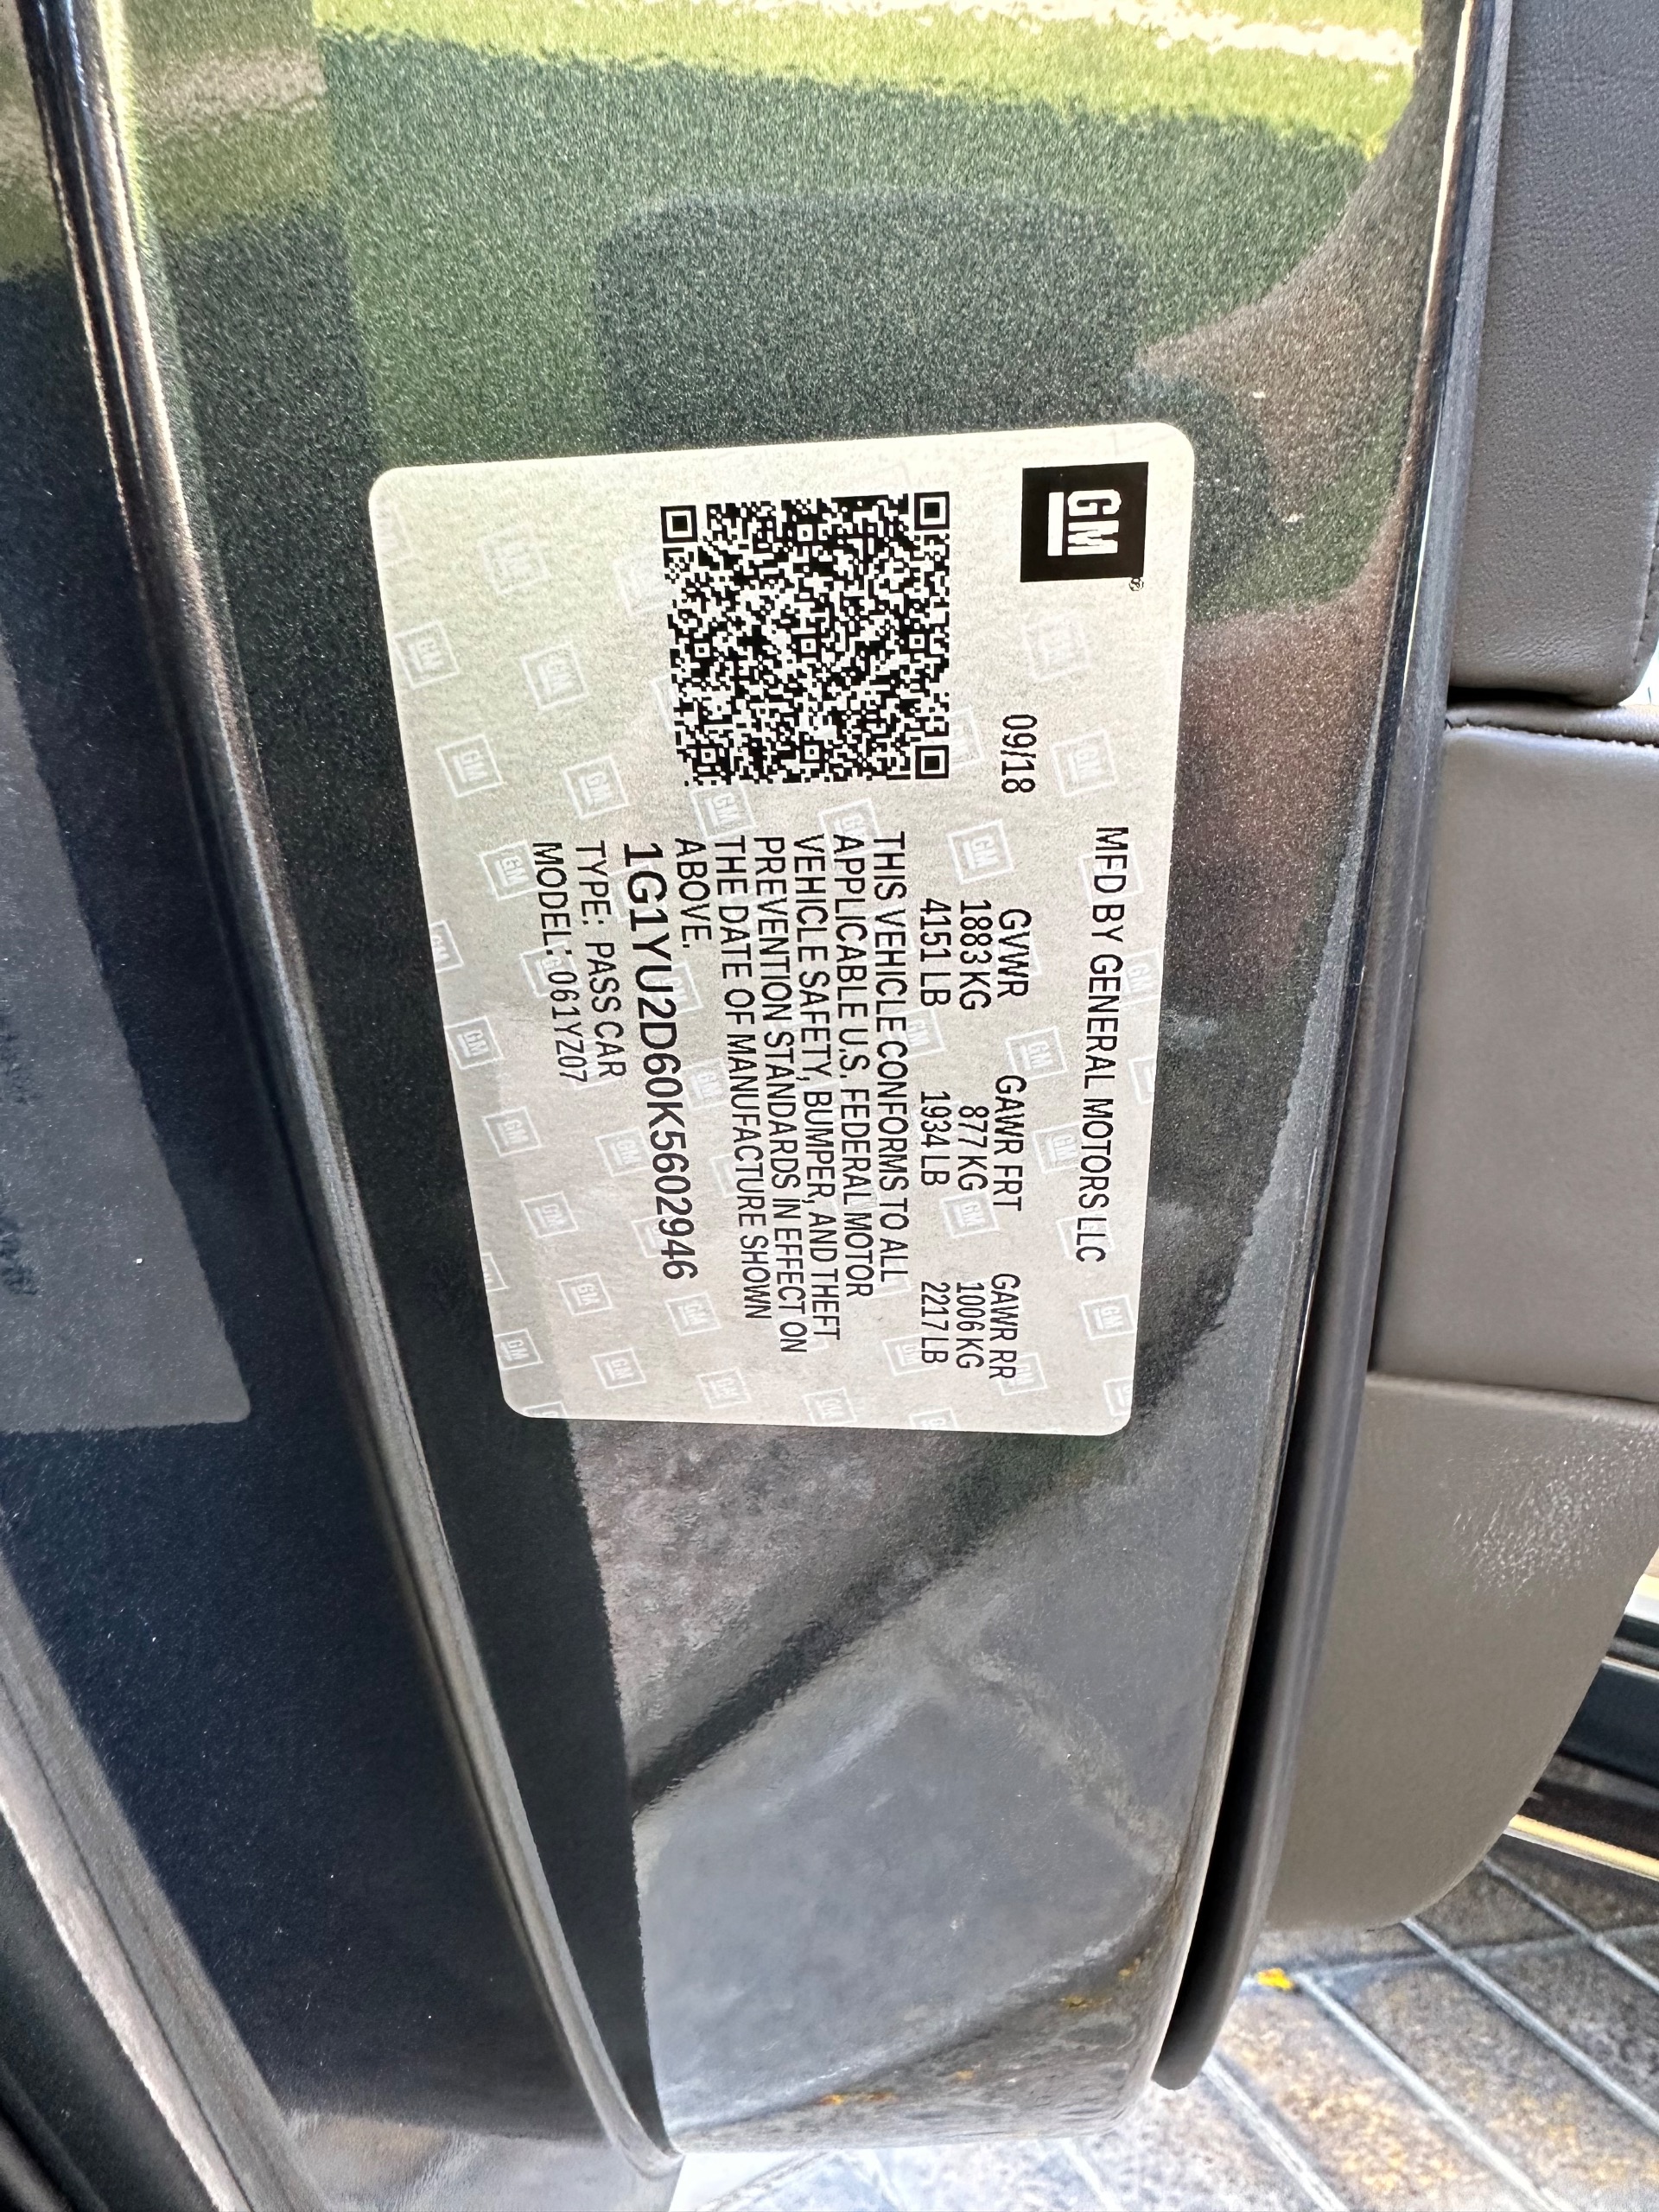 GM
MFD BY GENERAL MOTORS LLC
09/18
GVWR GAWR FRT GAWR RR
1883 KG 877 KG 1006 KG
4151 LB 1934 LB 2217 LB
THIS VEHICLE CONFORMS TO ALL
APPLICABLE U.S. FEDERAL MOTOR
VEHICLE SAFETY, BUMPER, AND THEFT
PREVENTION STANDARDS IN EFFECT ON
THE DATE OF MANUFACTURE SHOWN
ABOVE.
1G1YU2D60K5602946
TYPE: PASS CAR
MODEL: 061YZ07